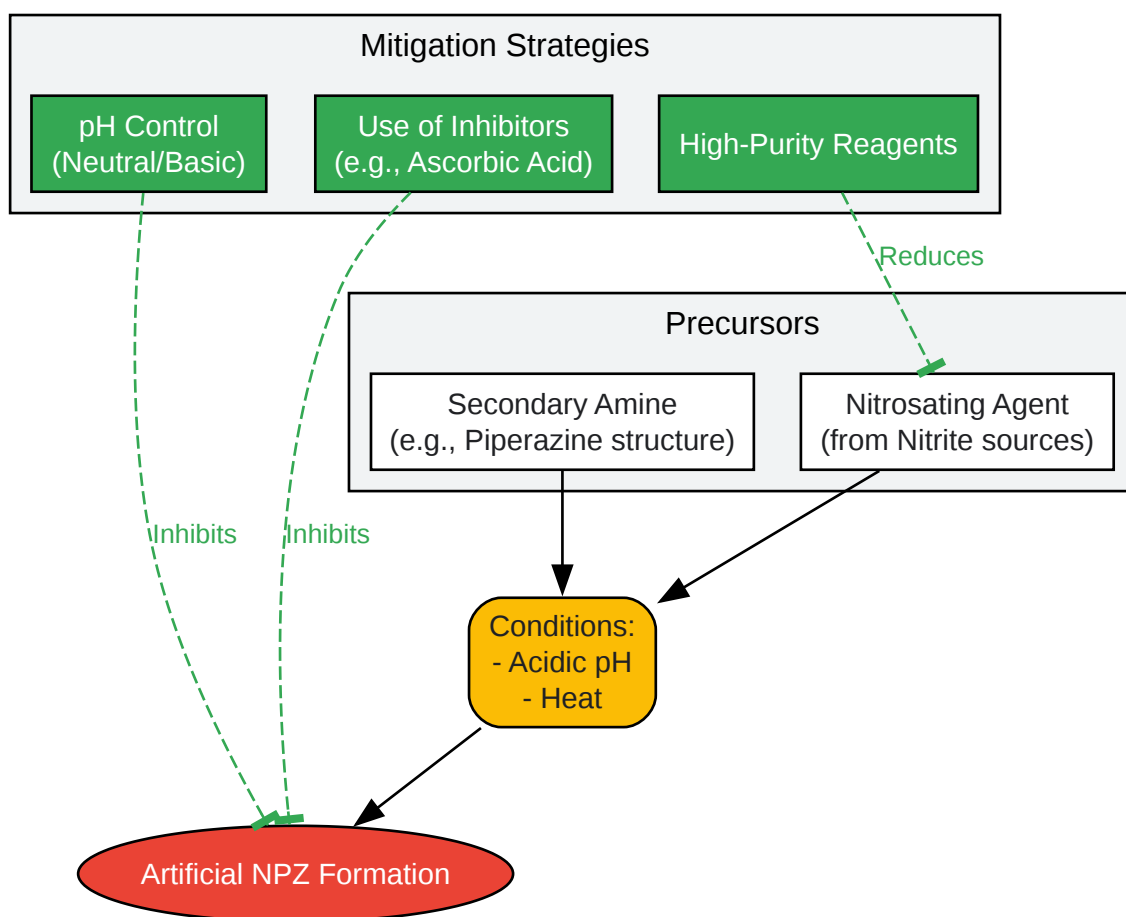 Mitigation Strategies
pH Control
(Neutral/Basic)
Use of Inhibitors
(e.g., Ascorbic Acid)
High-Purity Reagents
Reduces
Precursors
Secondary Amine
(e.g., Piperazine structure)
Nitrosating Agent
(from Nitrite sources)
Inhibits
Inhibits
Conditions:
- Acidic pH
- Heat
Artificial NPZ Formation